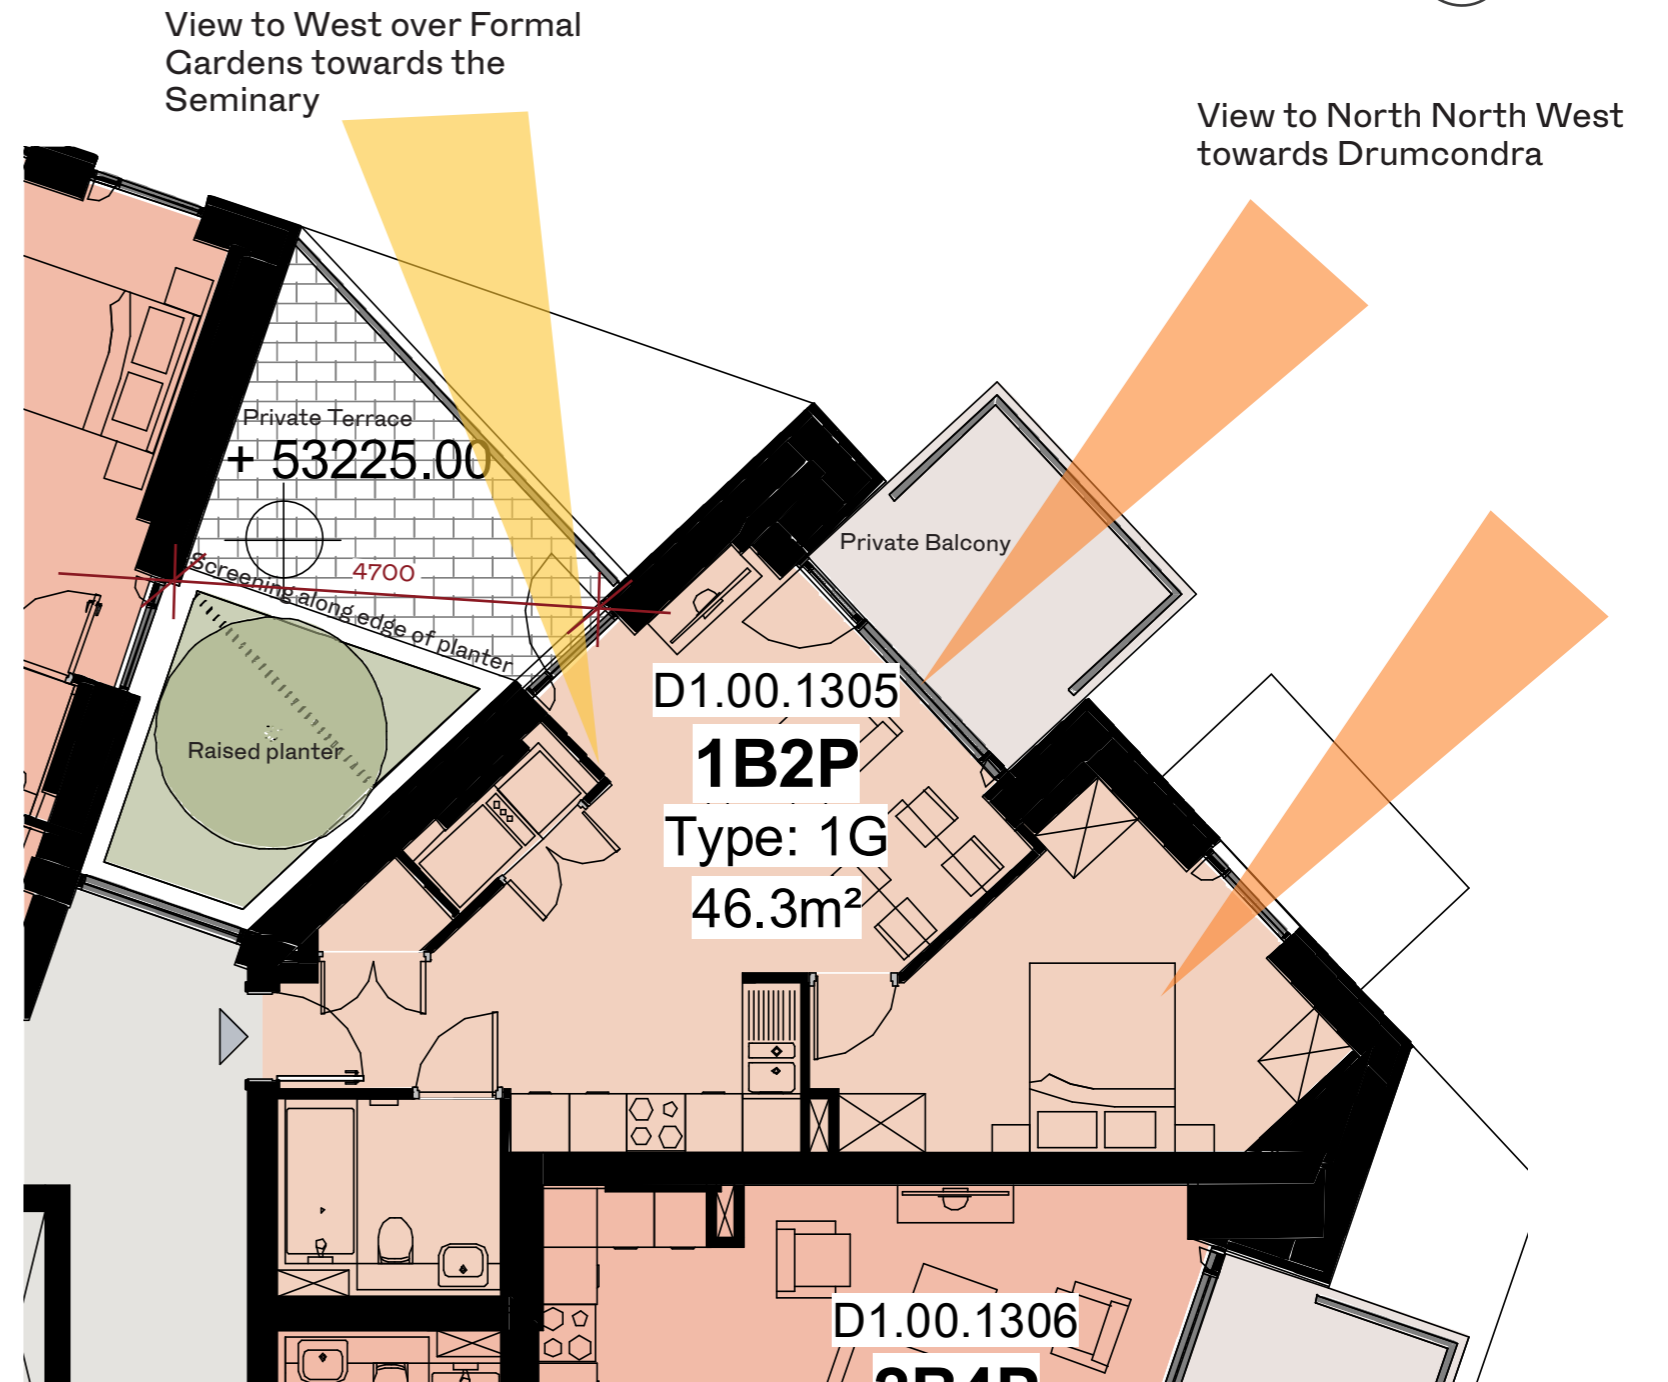 View to West over Formal
Gardens towards the
Seminary
View to North North West
towards Drumcondra
Private Terrace
+ 53225.00
Private Balcony
4700
Screening along edge of planter
Raised planter
D1.00.1305
1B2P
Type: 1G
46.3m²
D1.00.1306